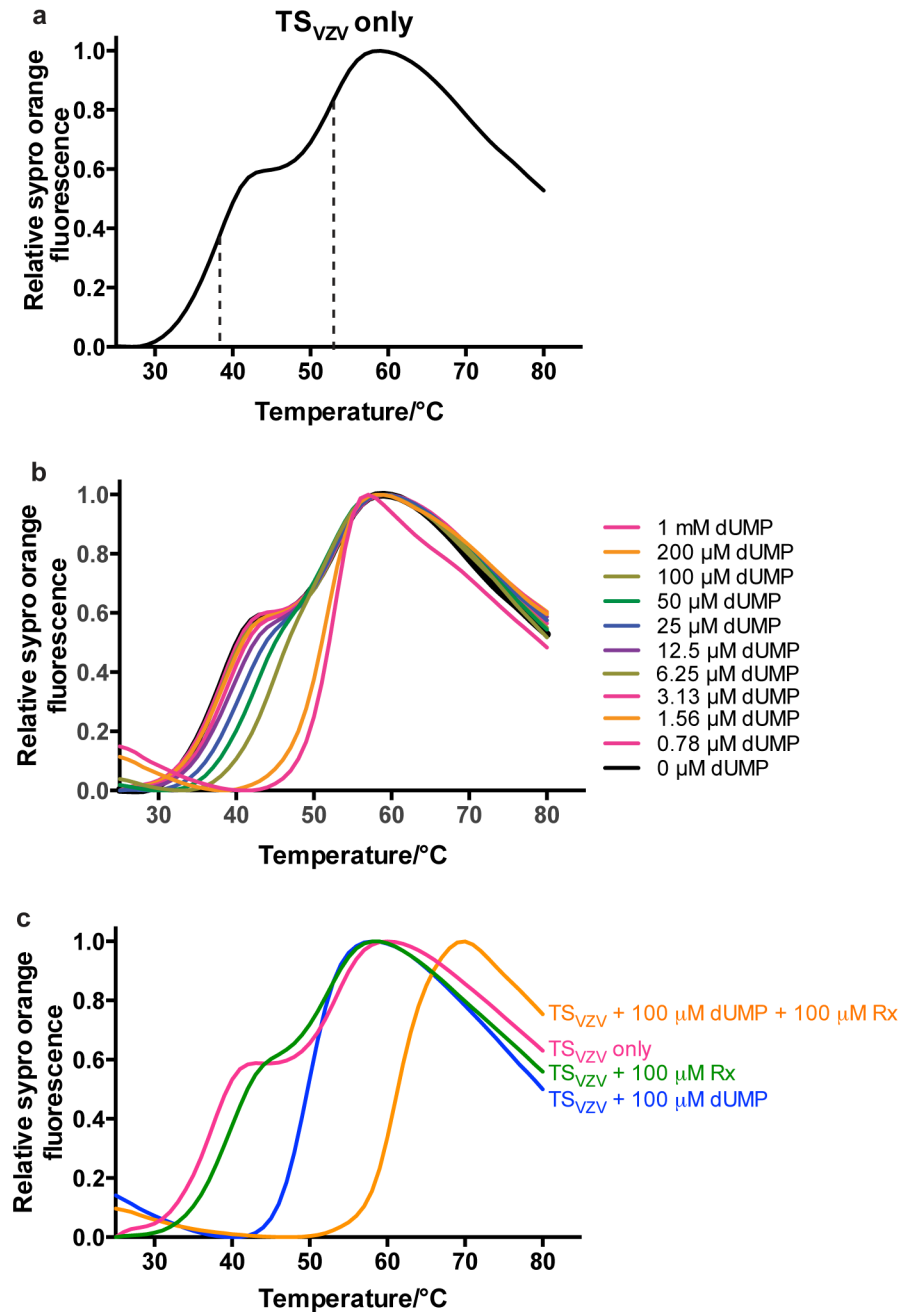 a
TS_VZV only
Relative sypro orange
fluorescence
1.0
0.8
0.6
0.4
0.2
0.0
30 40 50 60 70 80
Temperature/°C
b
Relative sypro orange
fluorescence
1.0
0.8
0.6
0.4
0.2
0.0
30 40 50 60 70 80
Temperature/°C
1 mM dUMP
200 µM dUMP
100 µM dUMP
50 µM dUMP
25 µM dUMP
12.5 µM dUMP
6.25 µM dUMP
3.13 µM dUMP
1.56 µM dUMP
0.78 µM dUMP
0 µM dUMP
c
Relative sypro orange
fluorescence
1.0
0.8
0.6
0.4
0.2
0.0
30 40 50 60 70 80
Temperature/°C
TS_VZV + 100 µM dUMP + 100 µM Rx
TS_VZV only
TS_VZV + 100 µM Rx
TS_VZV + 100 µM dUMP